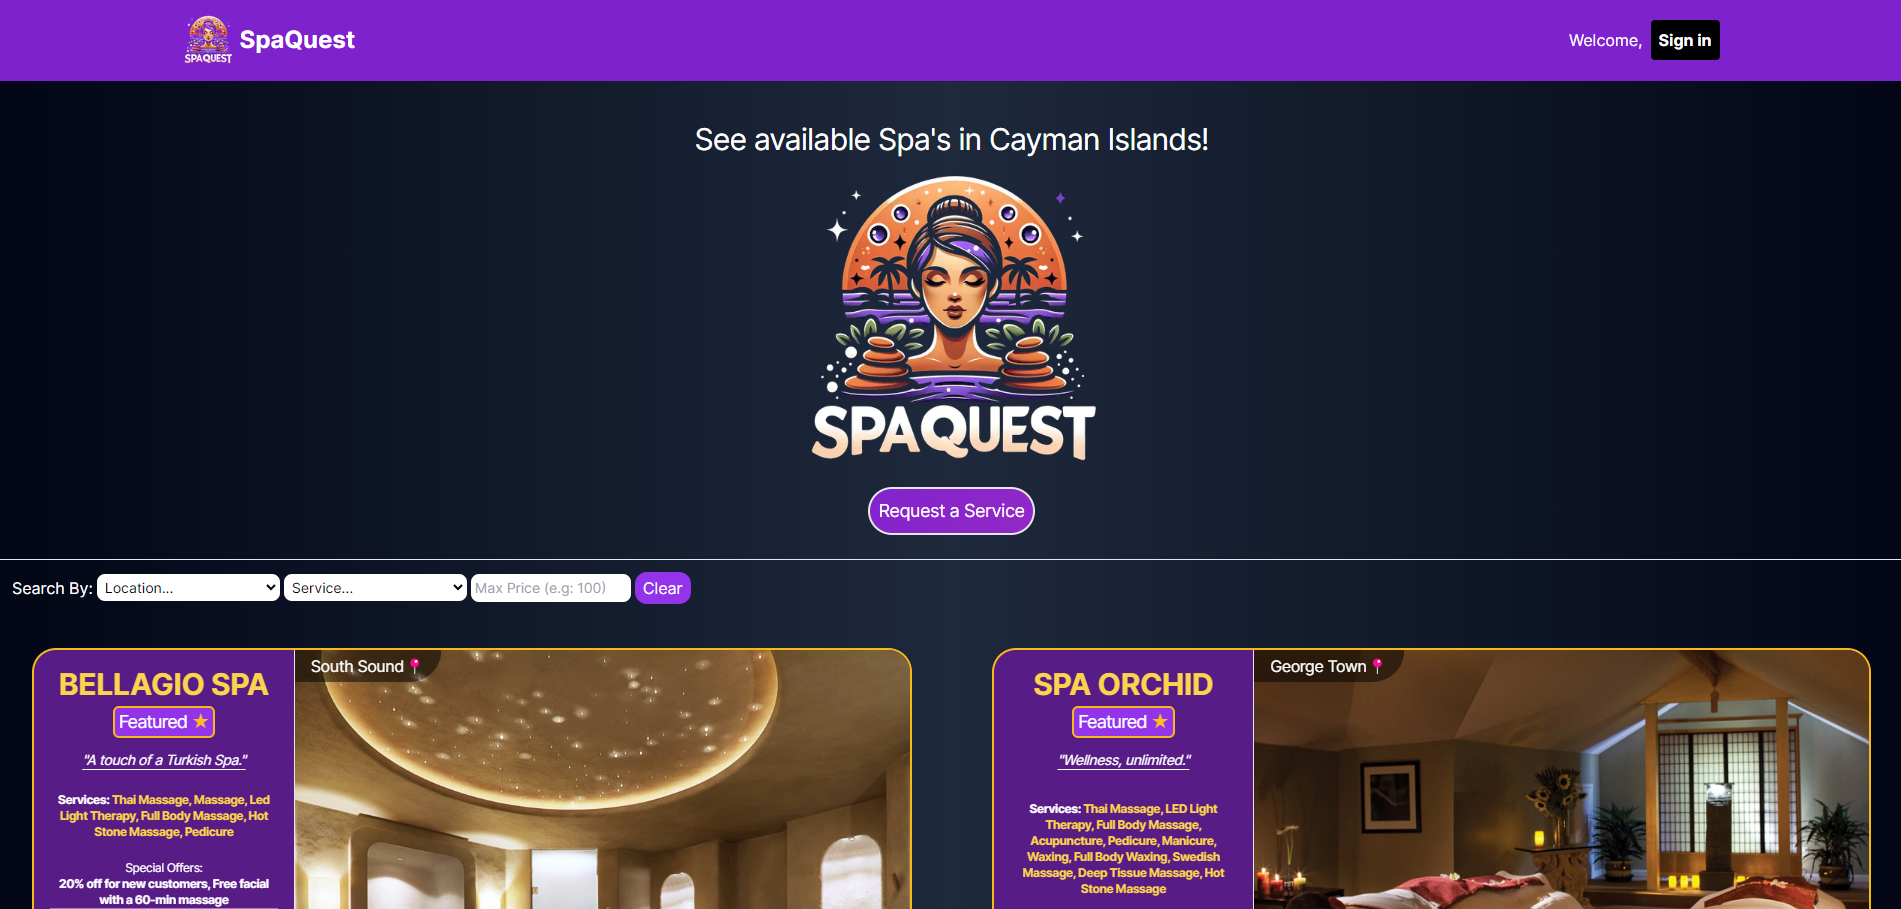 SPAQUEST
SpaQuest
Welcome, Sign in
See available Spa's in Cayman Islands!
SPAQUEST
Request a Service
Search By: Location... Service... Max Price (e.g: 100) Clear
BELLAGIO SPA
Featured
"A touch of a Turkish Spa."
Services: Thai Massage, Massage, Led
Light Therapy, Full Body Massage, Hot
Stone Massage, Pedicure
Special Offers:
20% off for new customers, Free facial
with a 60-min massage
South Sound
SPA ORCHID
Featured
"Wellness, unlimited."
Services: Thai Massage, LED Light
Therapy, Full Body Massage,
Acupuncture, Pedicure, Manicure,
Waxing, Full Body Waxing, Swedish
Massage, Deep Tissue Massage, Hot
Stone Massage
George Town